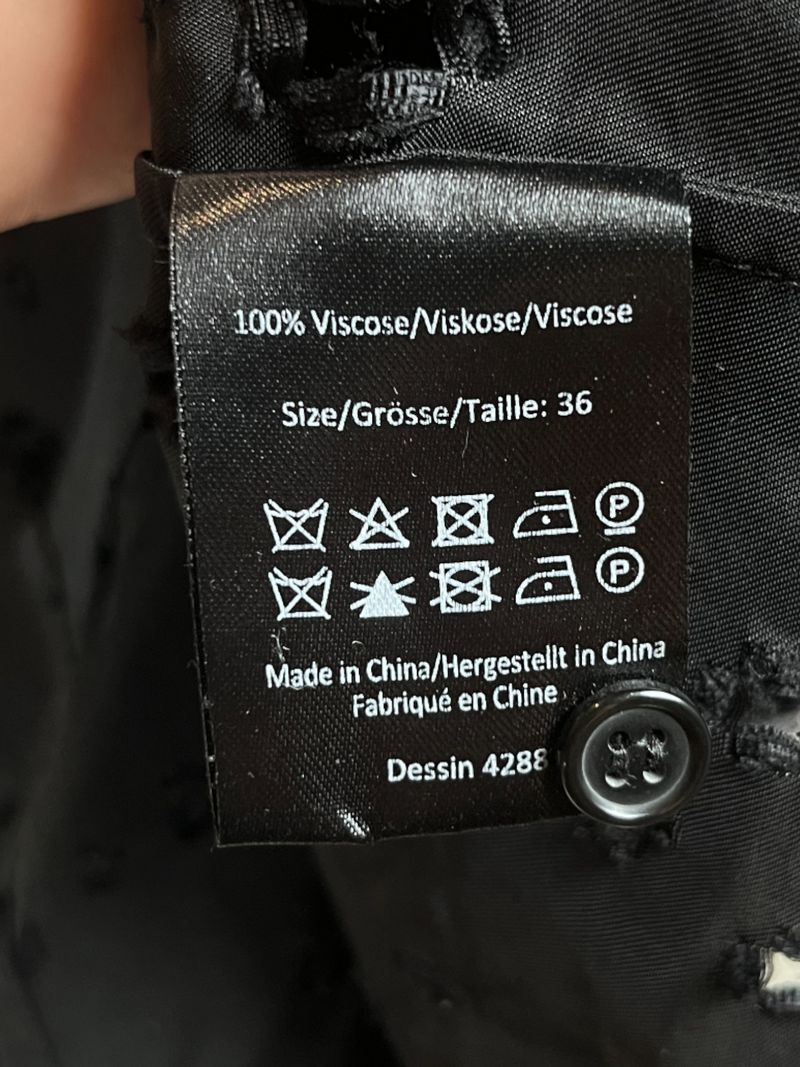 100% Viscose/Viskose/Viscose
Size/Grösse/Taille: 36
P
P
Made in China/Hergestellt in China
Fabriqué en Chine
Dessin 4288